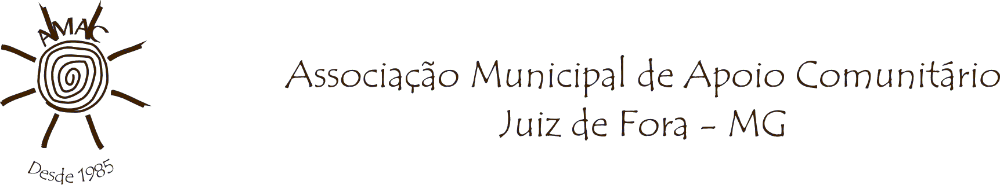 AMAC
Associação Municipal de Apoio Comunitário
Juiz de Fora - MG
Desde 1985